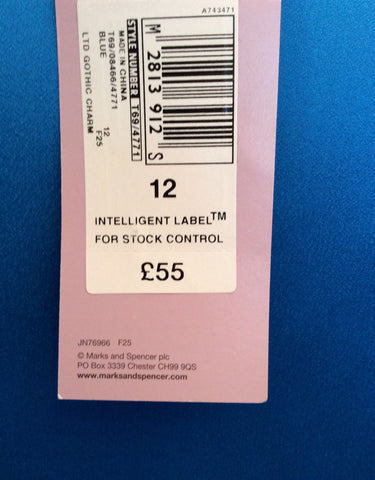 A743471
STYLE NUMBER T69/4771
MADE IN CHINA
T69/08466/4771
12 F25
BLUE
LTD GOTHIC CHARM
M 2813 912 S
12
INTELLIGENT LABEL™
FOR STOCK CONTROL
£55
JN76966 F25
© Marks and Spencer plc
PO Box 3339 Chester CH99 9QS
www.marksandspencer.com